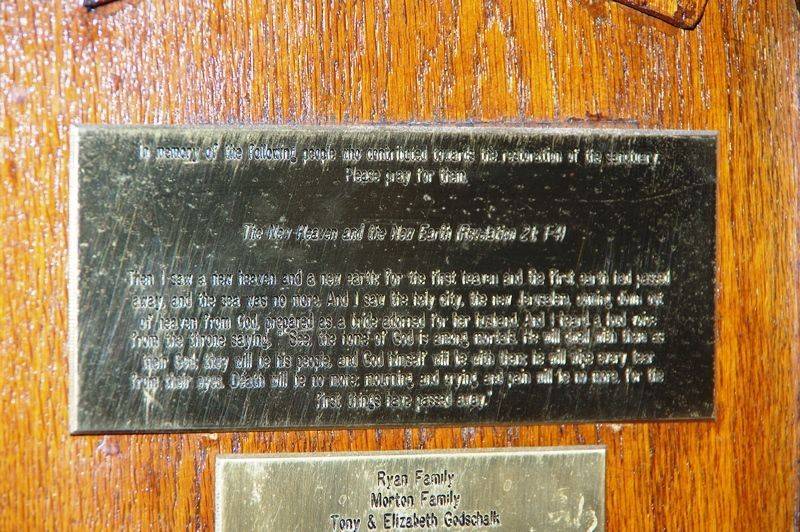 In memory of the following people who contributed towards the restoration of the sanctuary.
Please pray for them.
The New Heaven and the New Earth (Revelation 21: 1-4)
Then I saw a new heaven and a new earth; for the first heaven and the first earth had passed
away, and the sea was no more. And I saw the holy city, the new Jerusalem, coming down out
of heaven from God, prepared as a bride adorned for her husband. And I heard a loud voice
from the throne saying, "See, the home of God is among mortals. He will dwell with them as
their God; they will be his people, and God himself will be with them; he will wipe every tear
from their eyes. Death will be no more; mourning and crying and pain will be no more, for the
first things have passed away."
Ryan Family
Morton Family
Tony & Elizabeth Godschalk